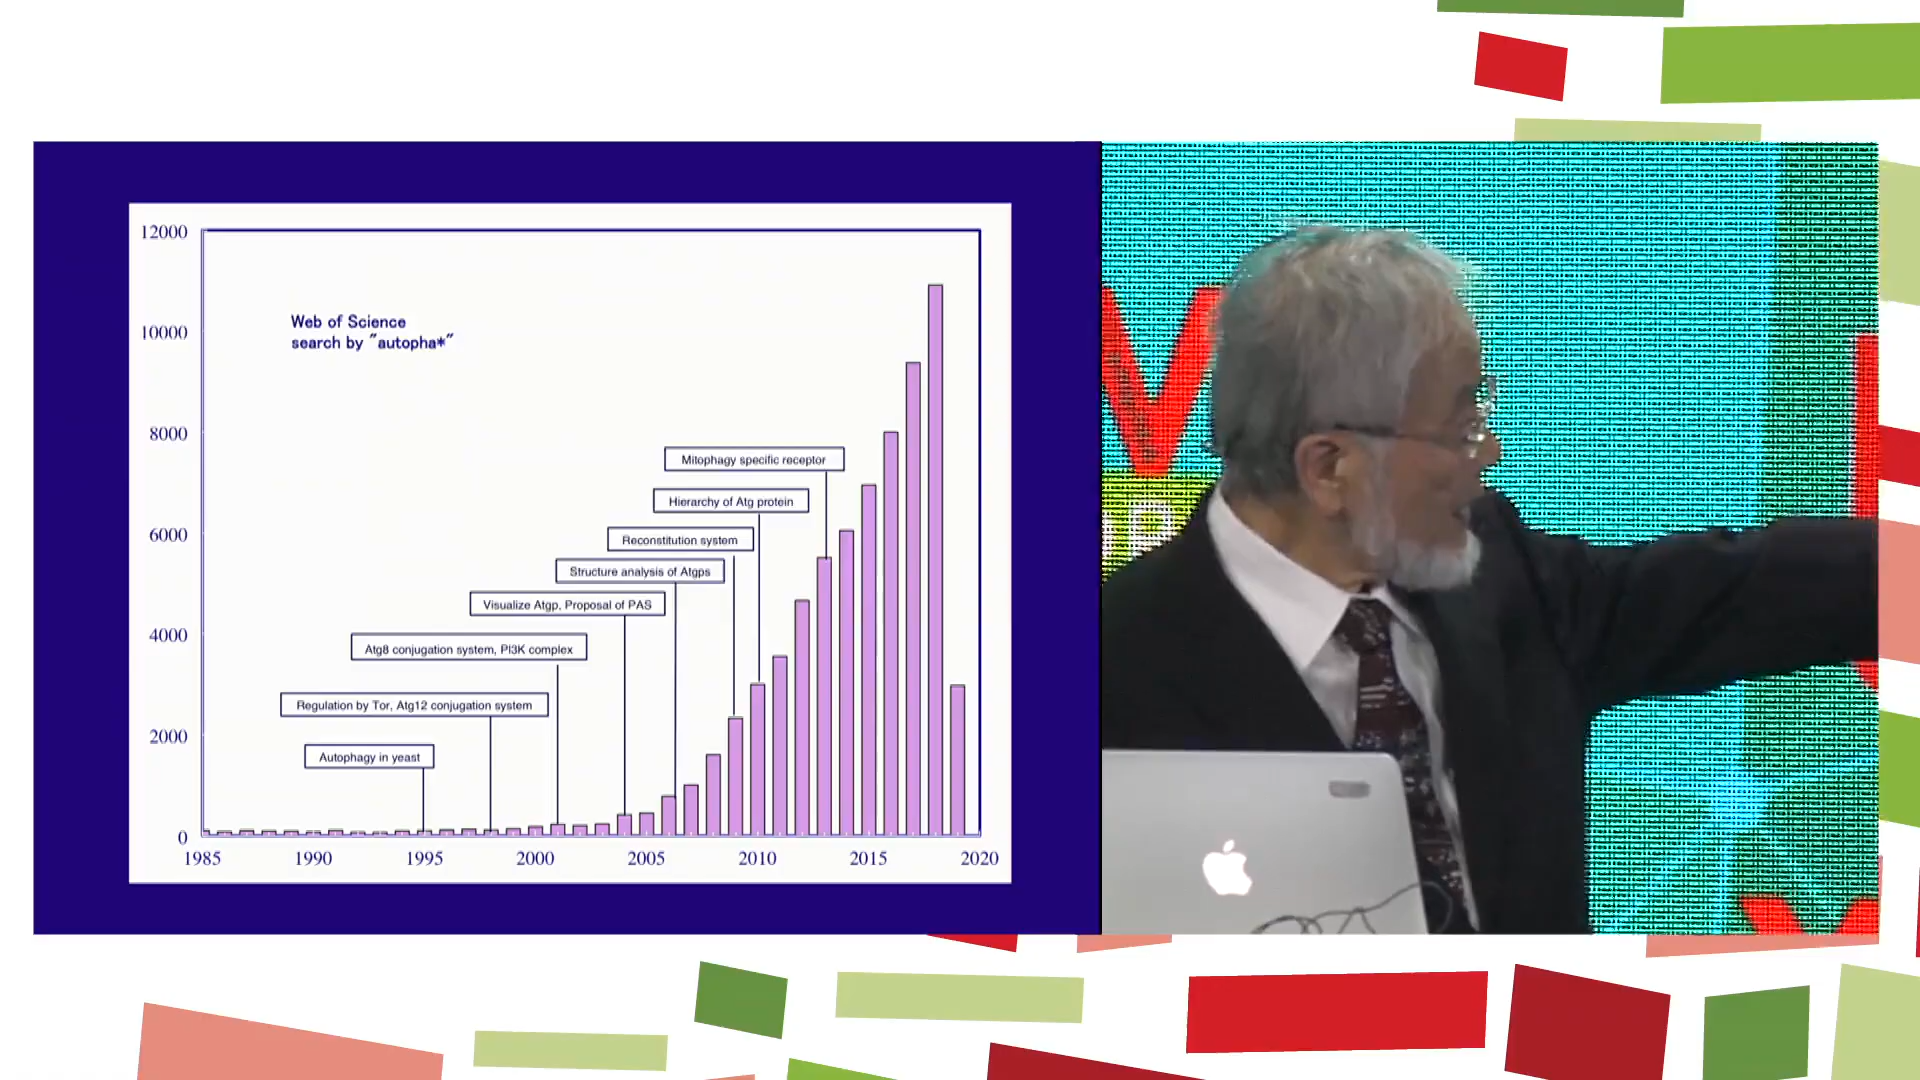 12000
10000
8000
6000
4000
2000
0
Web of Science
search by "autopha*"
Mitophagy specific receptor
Hierarchy of Atg protein
Reconstitution system
Structure analysis of Atgps
Visualize Atgp, Proposal of PAS
Atg8 conjugation system, PI3K complex
Regulation by Tor, Atg12 conjugation system
Autophagy in yeast
1985 1990 1995 2000 2005 2010 2015 2020